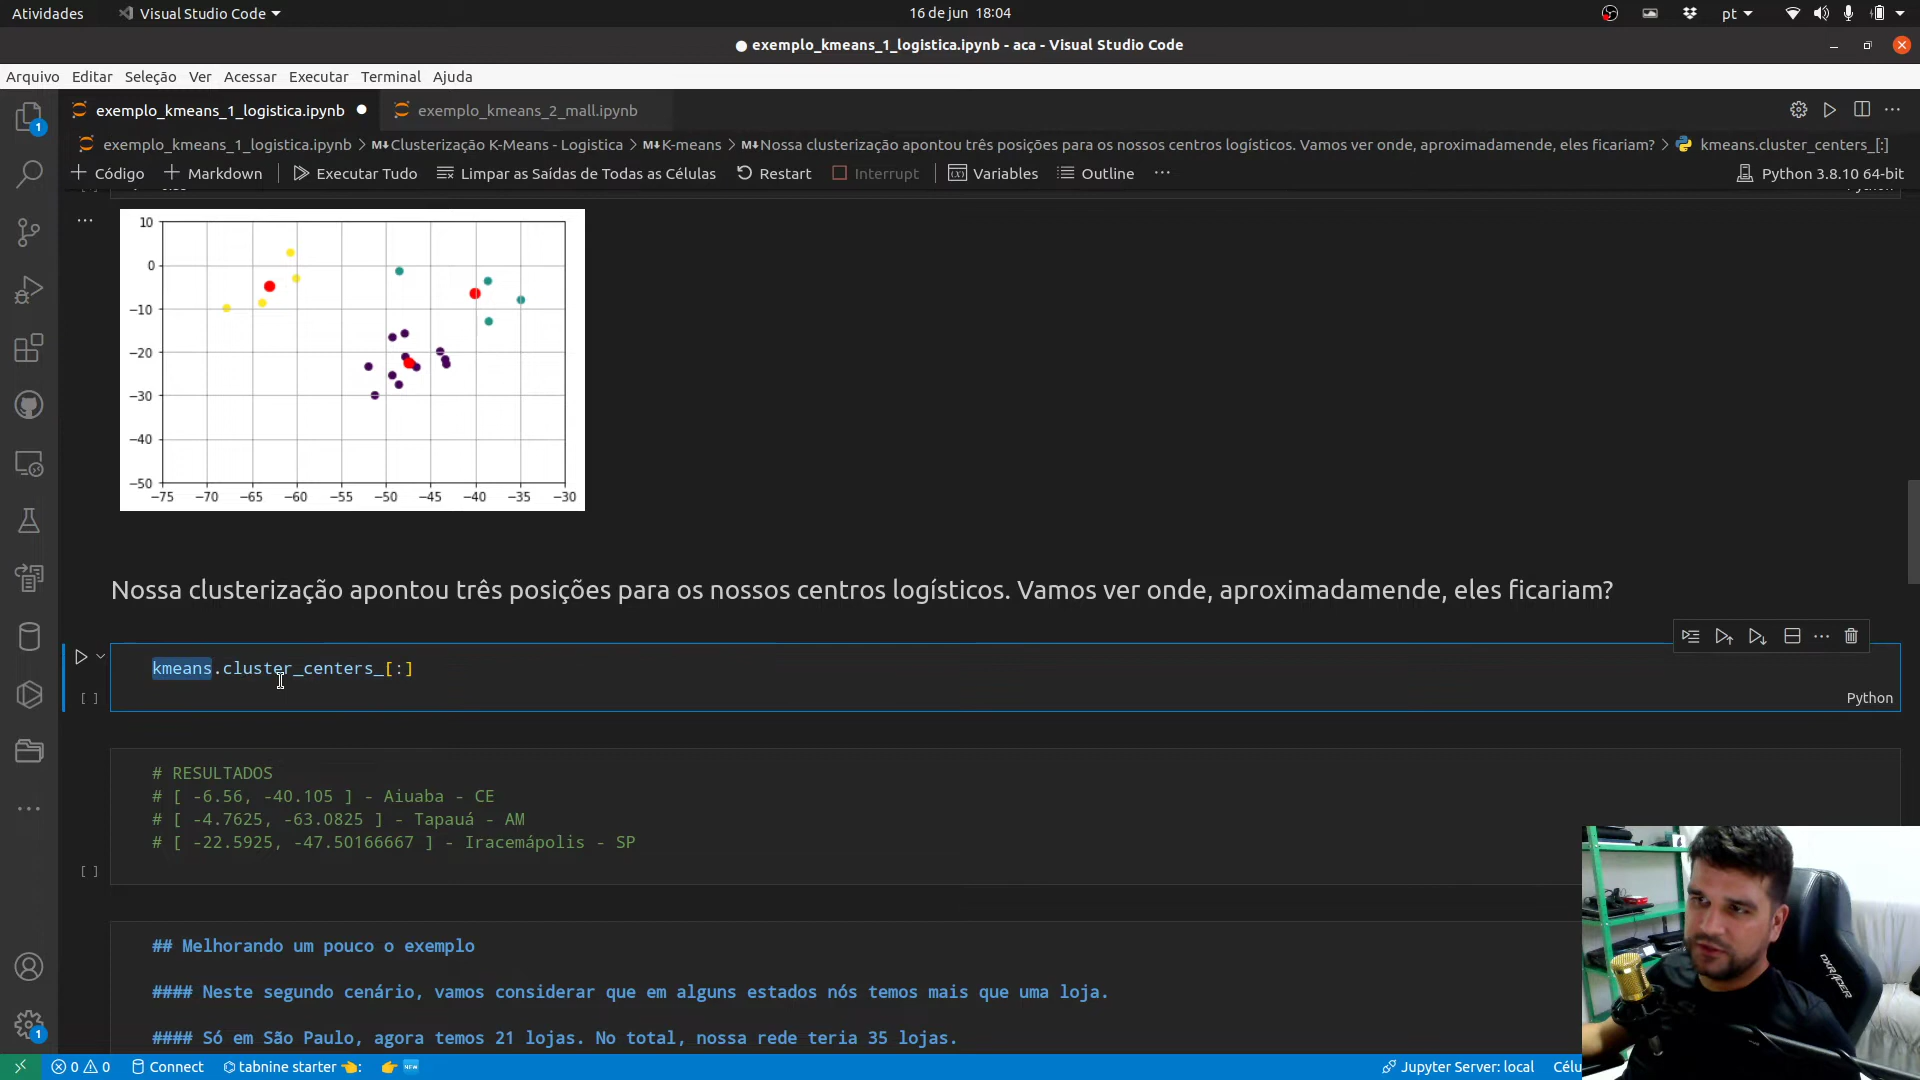 Atividades
Visual Studio Code
16 de jun 18:04
pt
● exemplo_kmeans_1_logistica.ipynb - aca - Visual Studio Code
Arquivo Editar Seleção Ver Acessar Executar Terminal Ajuda
exemplo_kmeans_1_logistica.ipynb
exemplo_kmeans_2_mall.ipynb
exemplo_kmeans_1_logistica.ipynb > M↓Clusterização K-Means - Logistica > M↓K-means > M↓Nossa clusterização apontou três posições para os nossos centros logísticos. Vamos ver onde, aproximadamende, eles ficariam? > kmeans.cluster_centers_[:]
+ Código + Markdown Executar Tudo Limpar as Saídas de Todas as Células Restart Interrupt Variables Outline ... Python 3.8.10 64-bit
10
0
−10
−20
−30
−40
−50
−75 −70 −65 −60 −55 −50 −45 −40 −35 −30
Nossa clusterização apontou três posições para os nossos centros logísticos. Vamos ver onde, aproximadamende, eles ficariam?
kmeans.cluster_centers_[:]
[ ]
Python
# RESULTADOS
# [ -6.56, -40.105 ] - Aiuaba - CE
# [ -4.7625, -63.0825 ] - Tapauá - AM
# [ -22.5925, -47.50166667 ] - Iracemápolis - SP
[ ]
## Melhorando um pouco o exemplo
#### Neste segundo cenário, vamos considerar que em alguns estados nós temos mais que uma loja.
#### Só em São Paulo, agora temos 21 lojas. No total, nossa rede teria 35 lojas.
DXRACER
1
1
0 0 Connect tabnine starter NEW Jupyter Server: local Célu